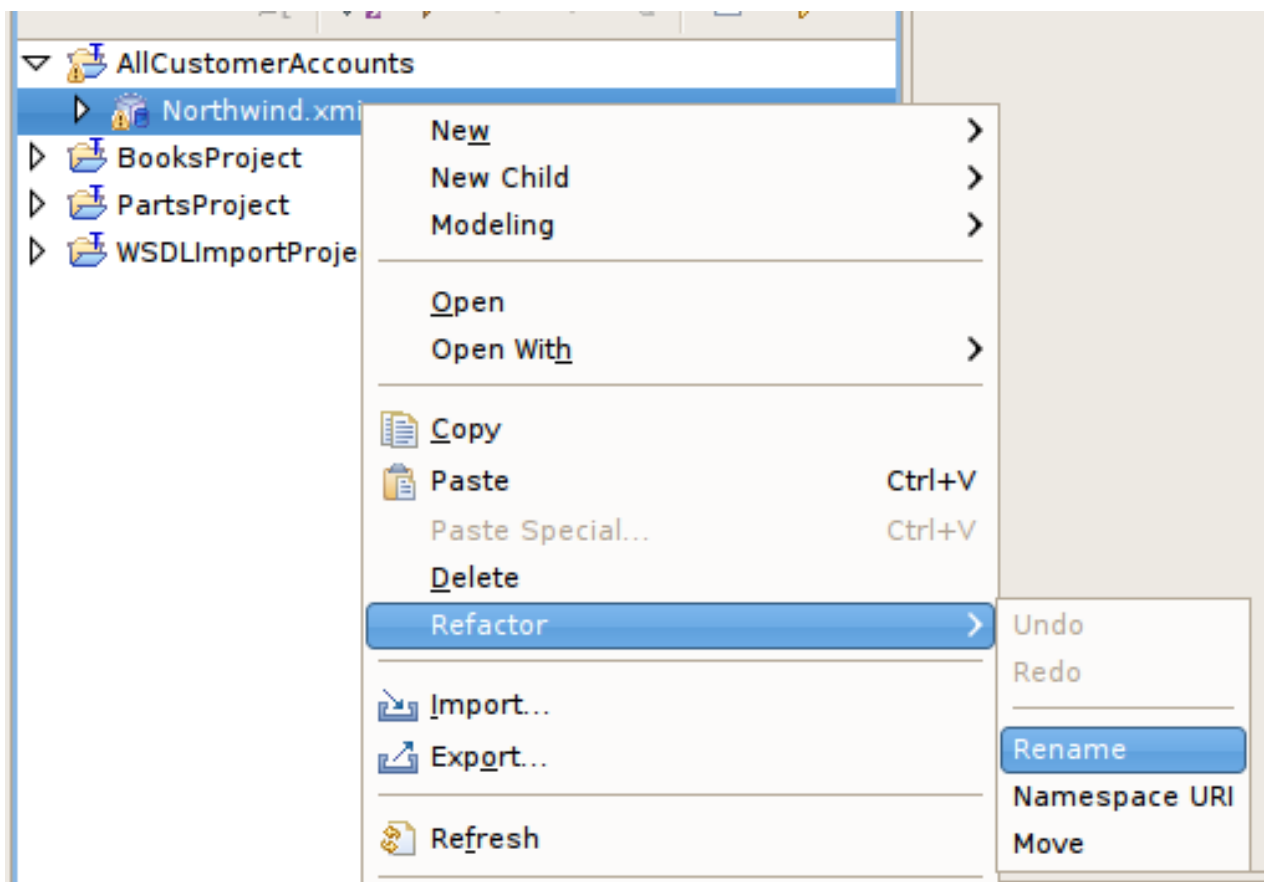 AllCustomerAccounts
Northwind.xmi
BooksProject
PartsProject
WSDLImportProje
New
New Child
Modeling
Open
Open With
Copy
Paste Ctrl+V
Paste Special... Ctrl+V
Delete
Refactor
Import...
Export...
Refresh
Undo
Redo
Rename
Namespace URI
Move